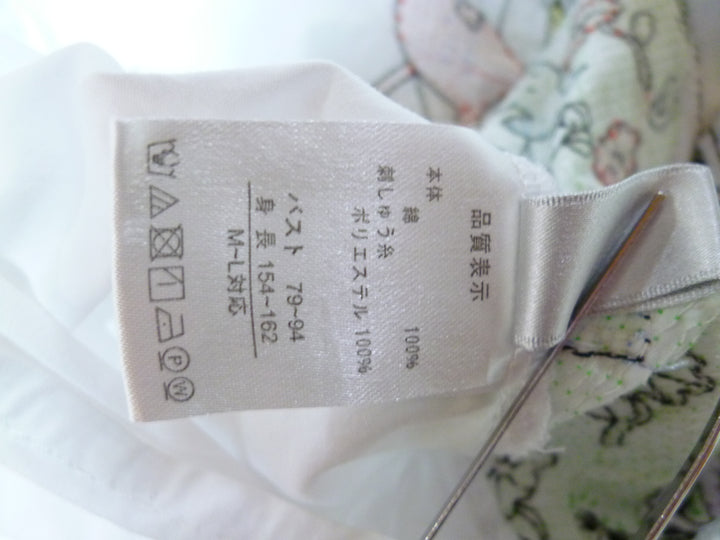 品質表示
本体
綿 100%
刺しゅう糸
ポリエステル 100%
バスト 79~94
身長 154~162
M~L対応
P W